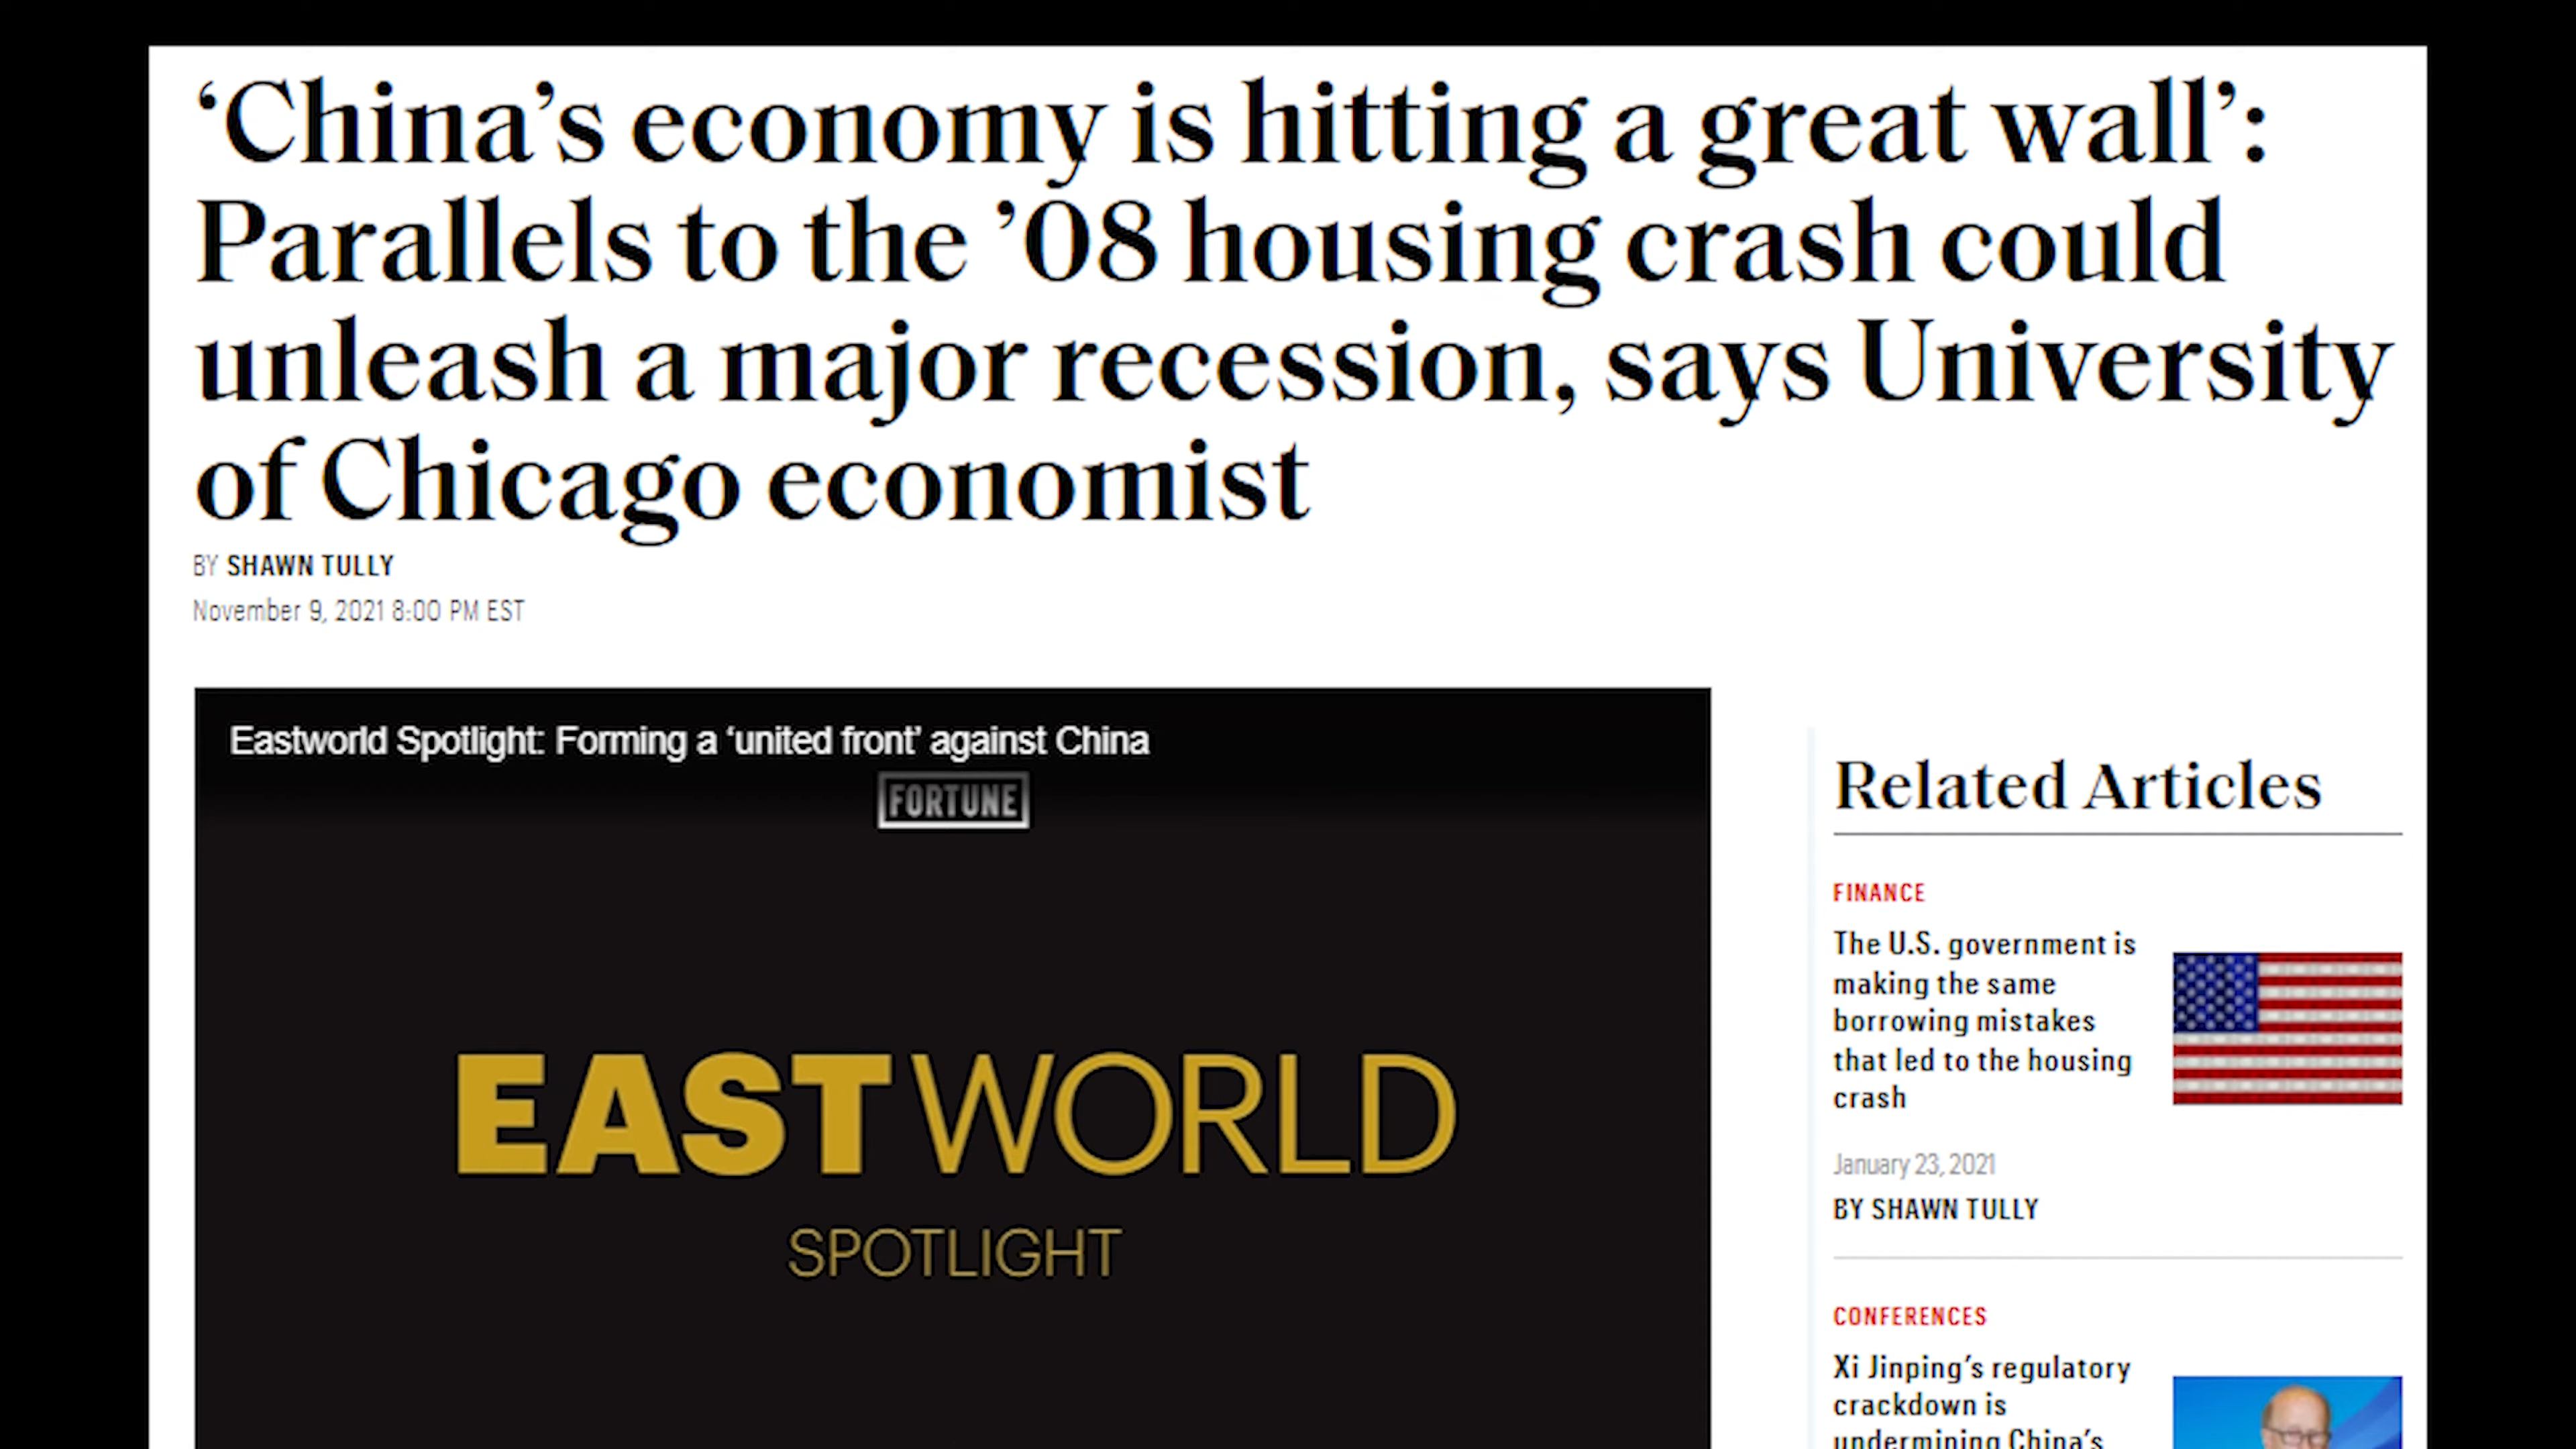 ‘China’s economy is hitting a great wall’:
Parallels to the ’08 housing crash could
unleash a major recession, says University
of Chicago economist
BY SHAWN TULLY
November 9, 2021 8:00 PM EST
Eastworld Spotlight: Forming a ‘united front’ against China
FORTUNE
EASTWORLD
SPOTLIGHT
Related Articles
FINANCE
The U.S. government is
making the same
borrowing mistakes
that led to the housing
crash
January 23, 2021
BY SHAWN TULLY
CONFERENCES
Xi Jinping’s regulatory
crackdown is
undermining China’s